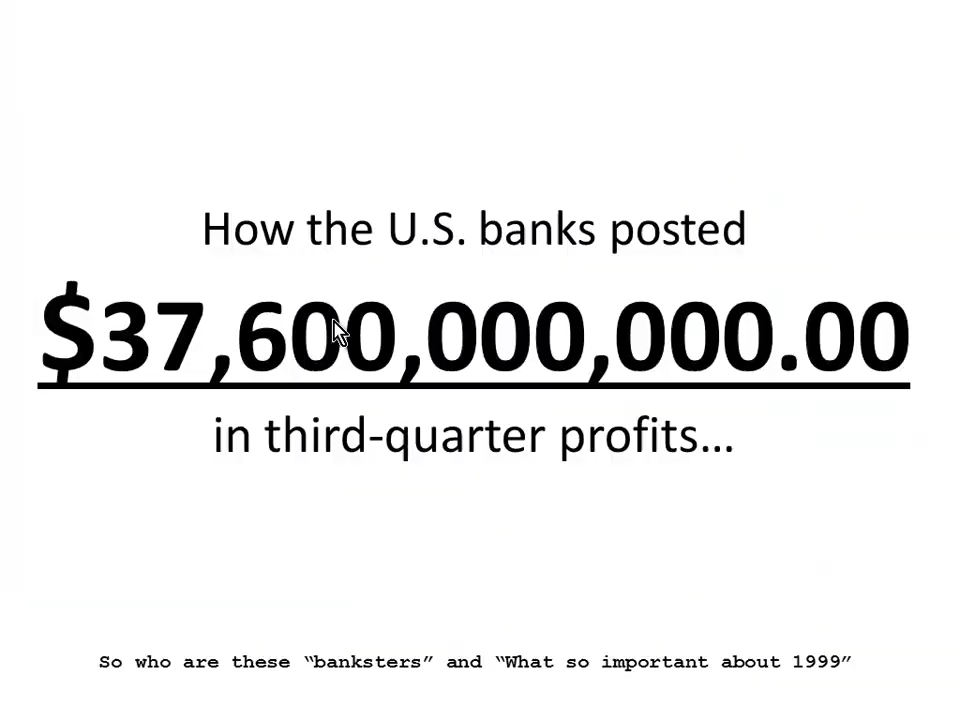 How the U.S. banks posted
$37,600,000,000.00
in third-quarter profits…
So who are these “banksters” and “What so important about 1999”